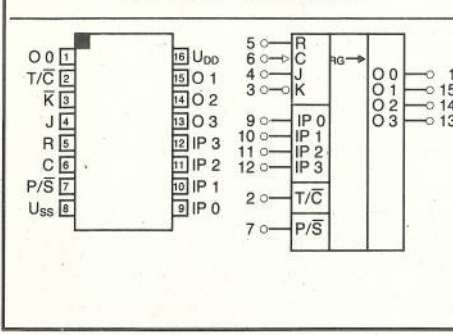 O 0 1 16 U_DD
T/C̅ 2 15 O 1
K̅ 3 14 O 2
J 4 13 O 3
R 5 12 IP 3
C 6 11 IP 2
P/S̅ 7 10 IP 1
U_SS 8 9 IP 0
5 R
6 C RG→
4 J O 0 1
3 K O 1 15
O 2 14
O 3 13
9 IP 0
10 IP 1
11 IP 2
12 IP 3
2 T/C̅
7 P/S̅